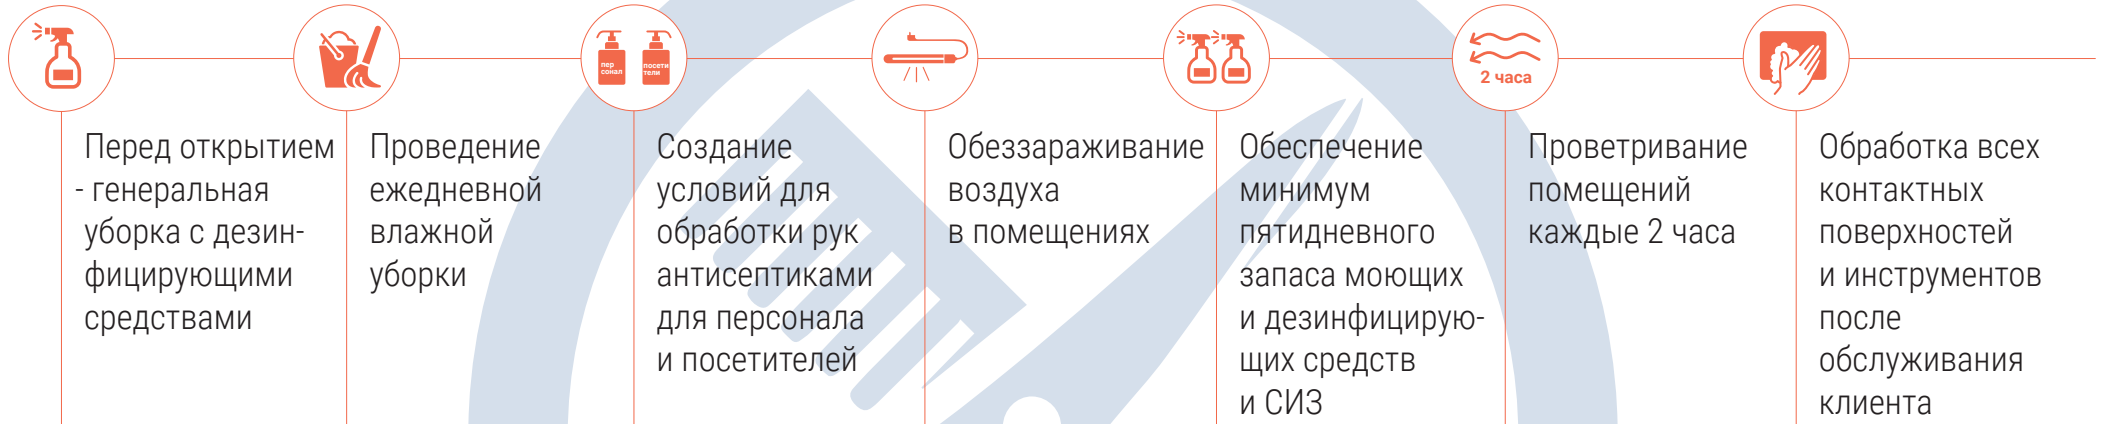 пер
сонал
посети
тели
2 часа
Перед открытием
- генеральная
уборка с дезин-
фицирующими
средствами
Проведение
ежедневной
влажной
уборки
Создание
условий для
обработки рук
антисептиками
для персонала
и посетителей
Обеззараживание
воздуха
в помещениях
Обеспечение
минимум
пятидневного
запаса моющих
и дезинфицирую-
щих средств
и СИЗ
Проветривание
помещений
каждые 2 часа
Обработка всех
контактных
поверхностей
и инструментов
после
обслуживания
клиента